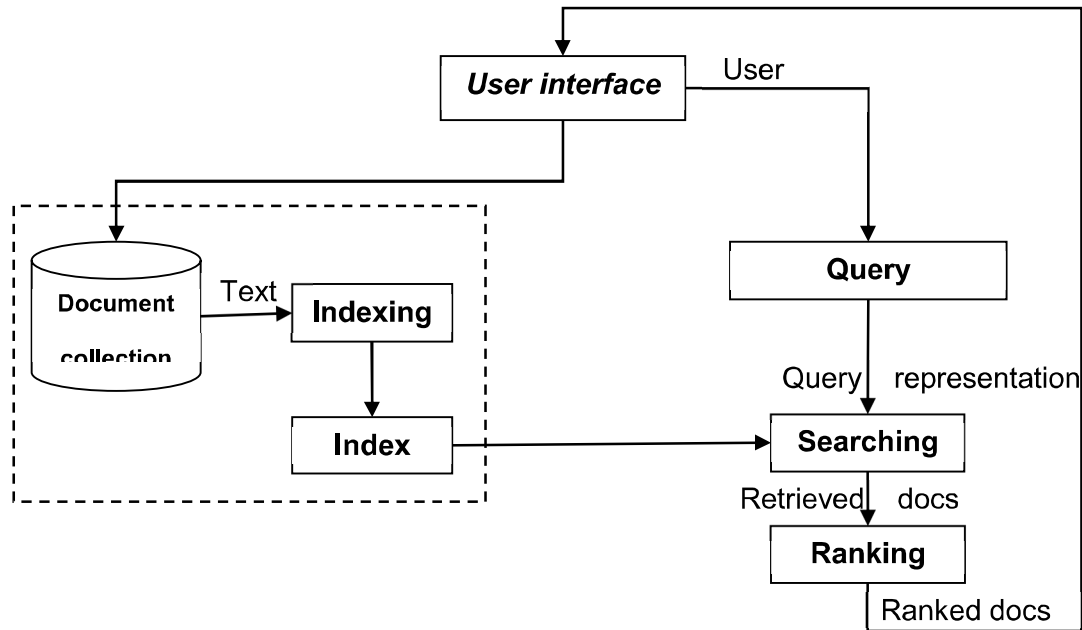 User interface
User
Query
Document
collection
Text
Indexing
Query representation
Index
Searching
Retrieved docs
Ranking
Ranked docs